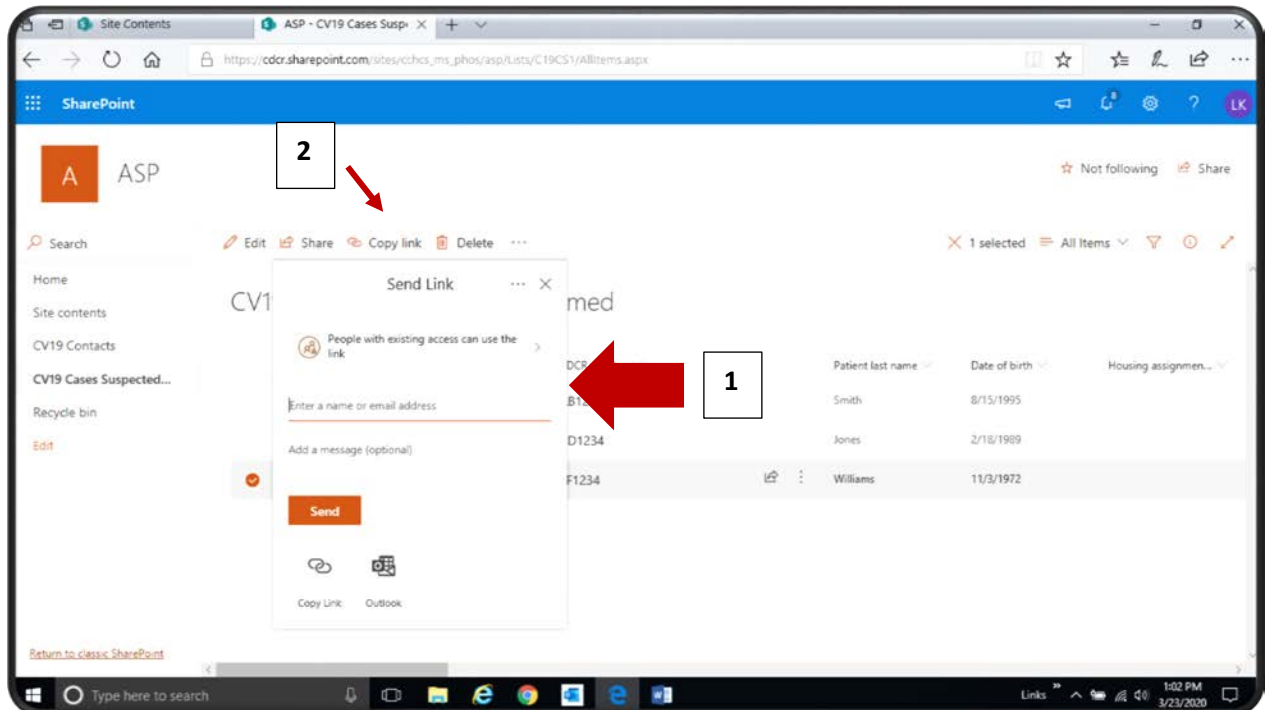 Site Contents
ASP - CV19 Cases Susp
https://cdcr.sharepoint.com/sites/cchcs_ms_phos/asp/Lists/C19CS1/AllItems.aspx
SharePoint
8
?
LK
2
A
ASP
Not following
Share
Search
Edit
Share
Copy link
Delete
1 selected
All Items
Home
Site contents
CV19 Contacts
CV19 Cases Suspected...
Recycle bin
Edit
Send Link
CV1
med
People with existing access can use the
link
1
Patient last name
Date of birth
Housing assignmen...
Enter a name or email address
Smith
8/15/1995
Add a message (optional)
D1234
Jones
2/18/1989
F1234
Williams
11/3/1972
Send
Copy Link
Outlook
Return to classic SharePoint
Type here to search
Links
1:02 PM
3/23/2020